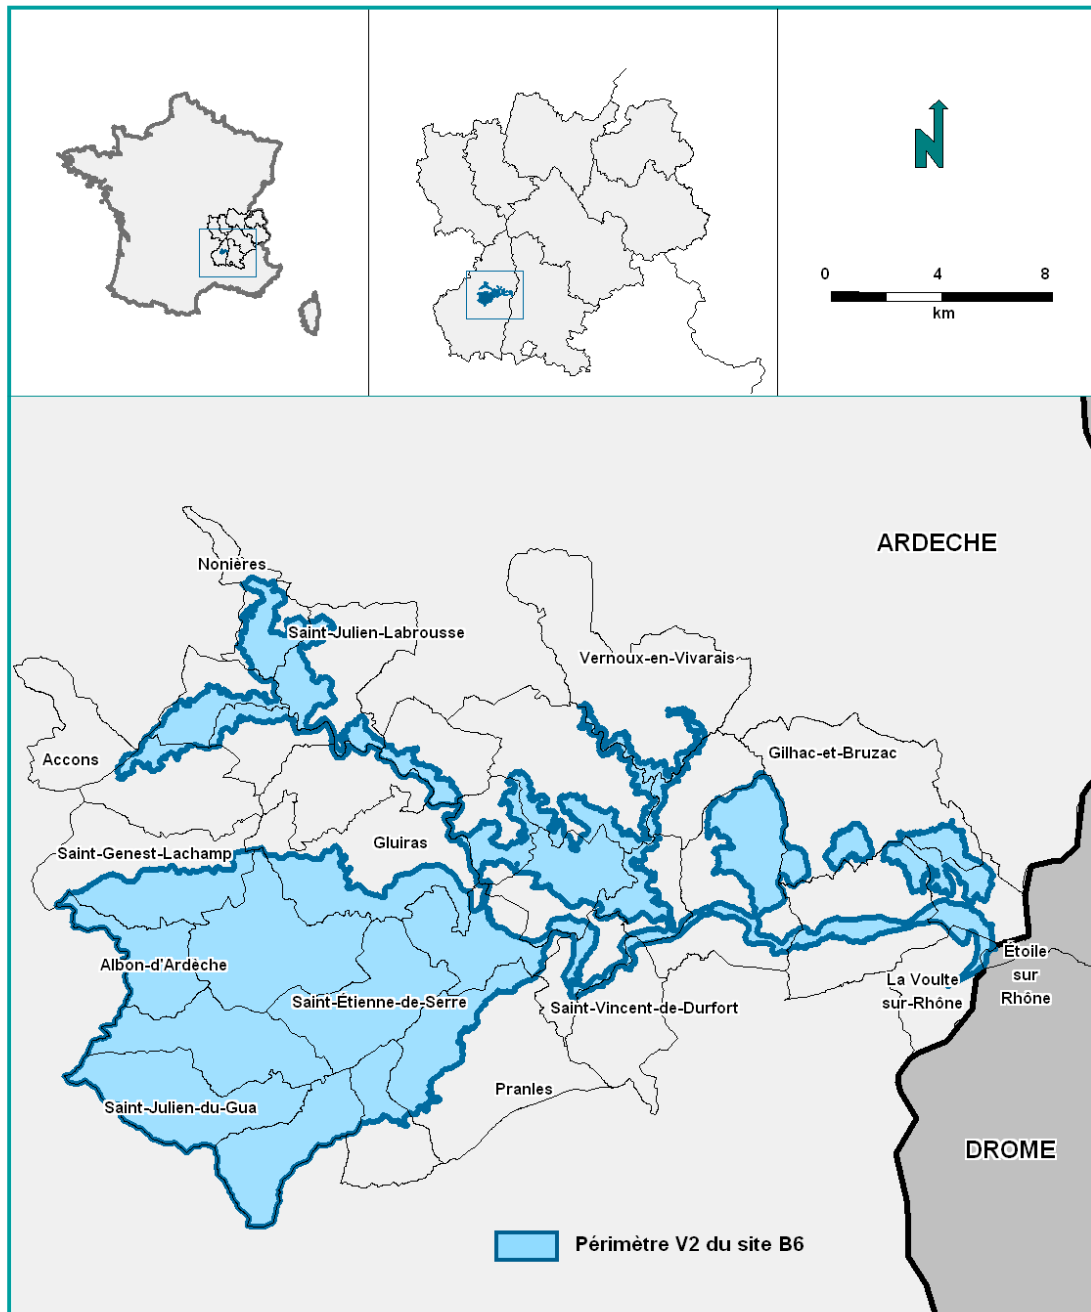 N
0 4 8
km
ARDECHE
Nonières
Saint-Julien-Labrousse
Vernoux-en-Vivarais
Gilhac-et-Bruzac
Accons
Gluiras
Saint-Genest-Lachamp
Albon-d'Ardèche
Étoile
sur
Rhône
La Voulte
sur-Rhône
Saint-Étienne-de-Serre
Saint-Vincent-de-Durfort
Pranles
Saint-Julien-du-Gua
DROME
Périmètre V2 du site B6